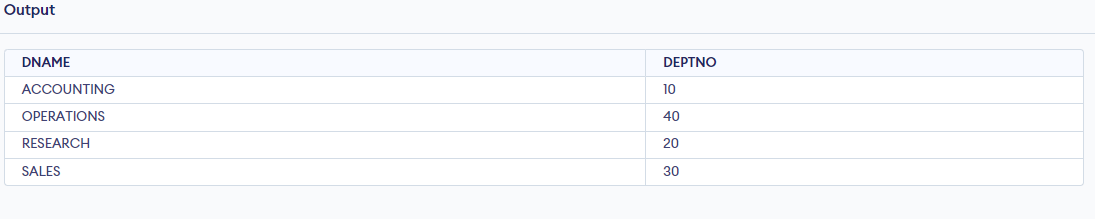 Output
DNAME DEPTNO
ACCOUNTING 10
OPERATIONS 40
RESEARCH 20
SALES 30